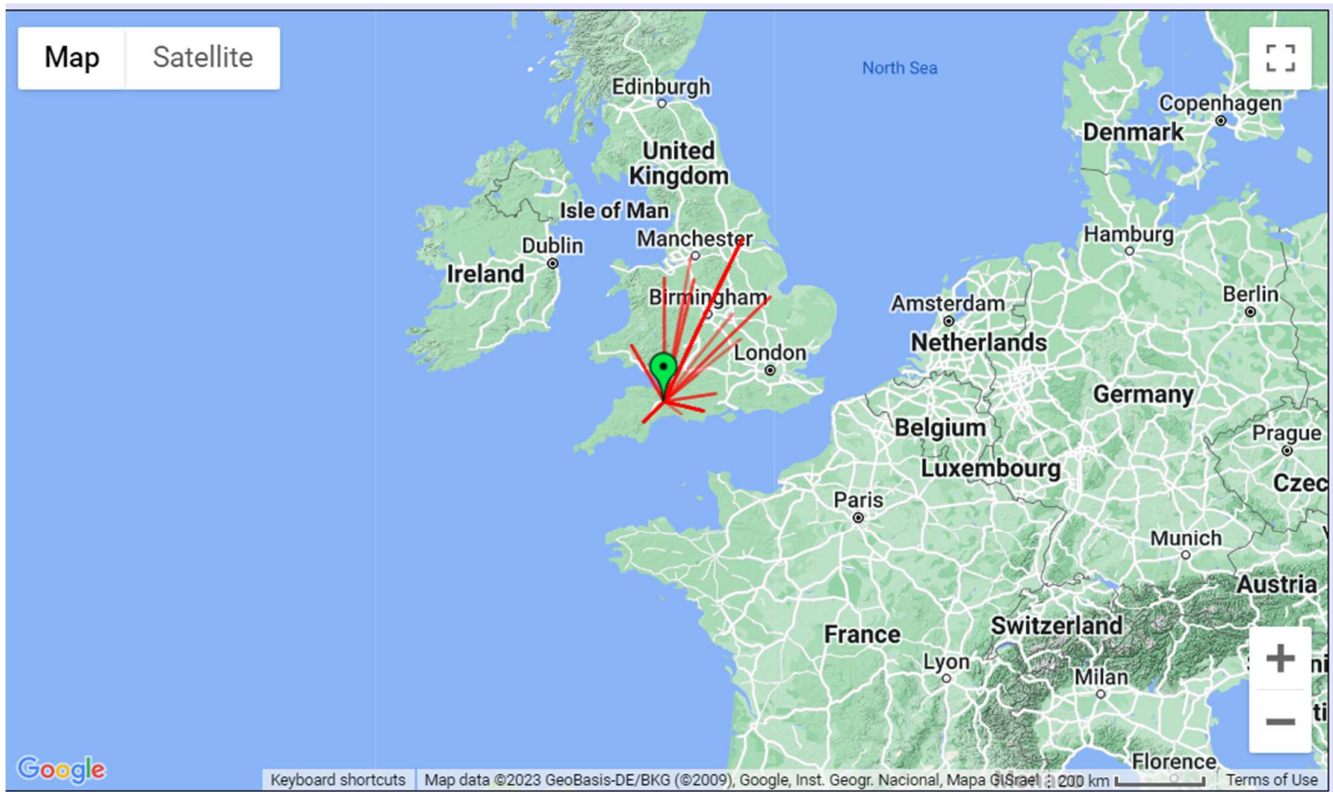 Map
Satellite
North Sea
Edinburgh
Copenhagen
Denmark
United
Kingdom
Isle of Man
Dublin
Manchester
Hamburg
Ireland
Birmingham
Amsterdam
Berlin
Netherlands
London
Germany
Belgium
Prague
Luxembourg
Czec
Paris
Munich
Austria
France
Switzerland
Lyon
Milan
Florence
Google
Keyboard shortcuts
Map data ©2023 GeoBasis-DE/BKG (©2009), Google, Inst. Geogr. Nacional, Mapa GISrael
200 km
Terms of Use